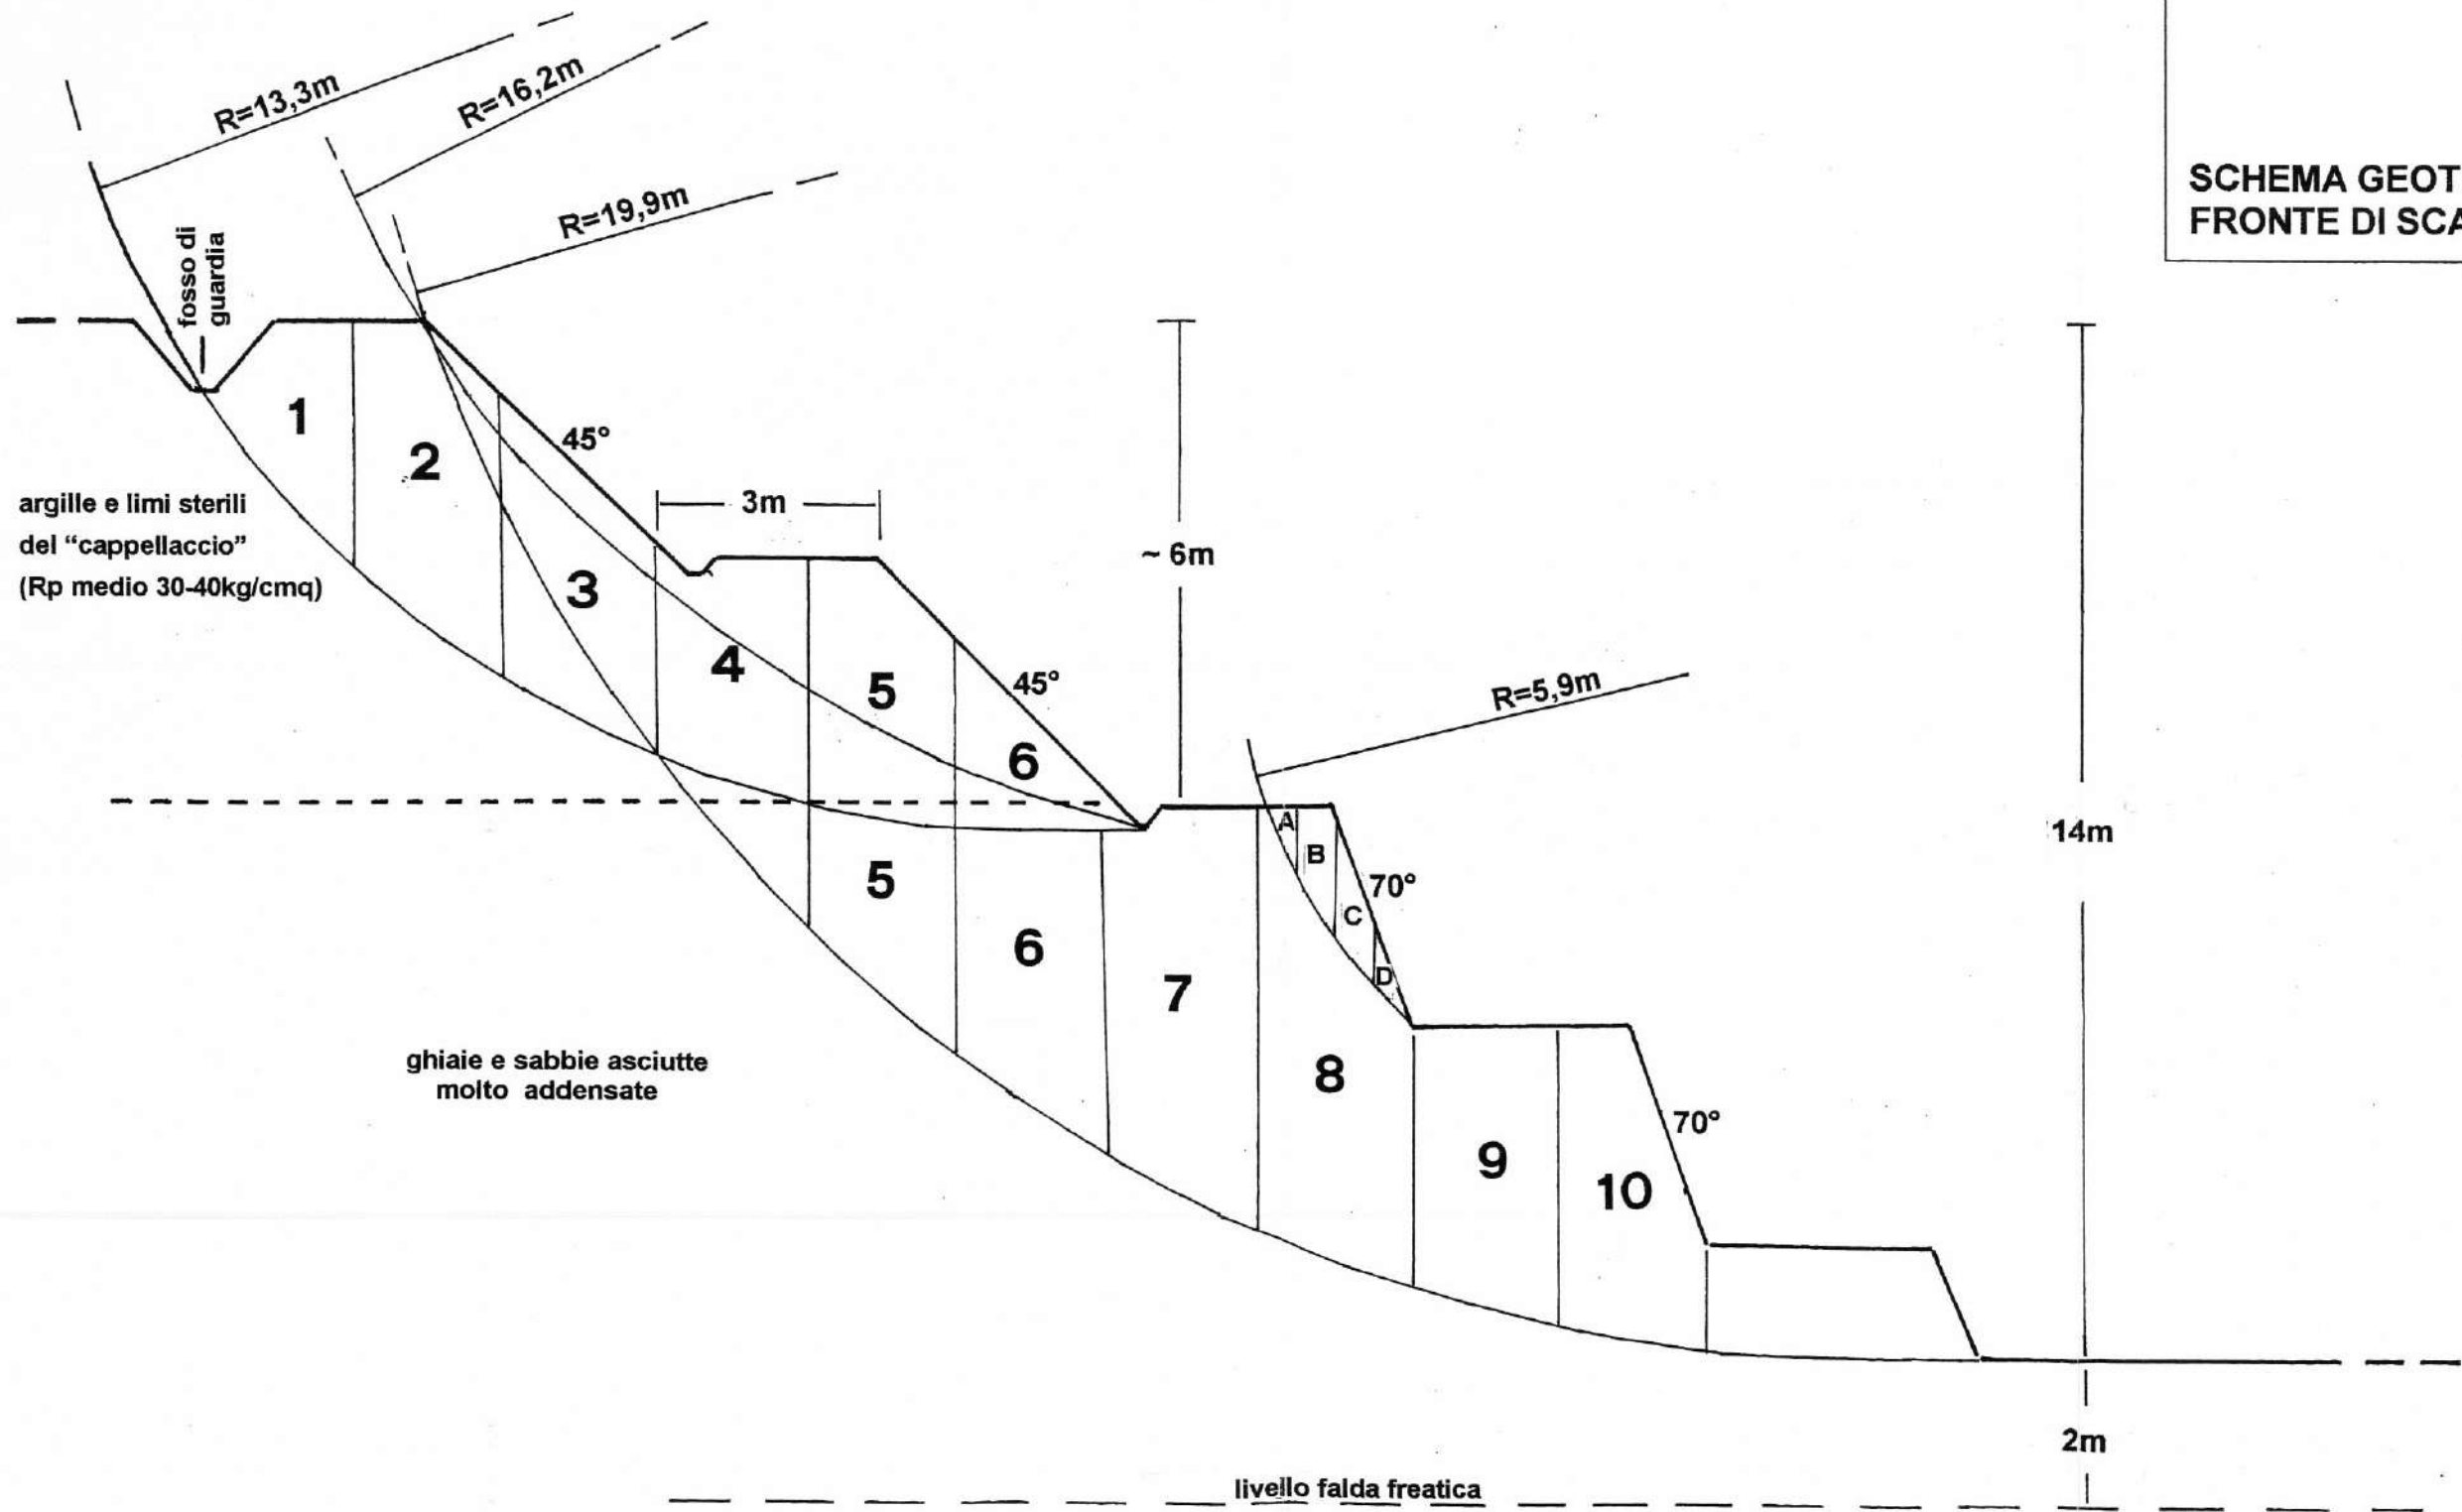 R=13,3m
R=16,2m
R=19,9m
SCHEMA GEOT
FRONTE DI SCA
fosso di
guardia
1
2
45°
3m
argille e limi sterili
del “cappellaccio”
(Rp medio 30-40kg/cmq)
~ 6m
3
4
5
45°
6
R=5,9m
14m
A
B
70°
5
C
6
D
7
ghiaie e sabbie asciutte
molto addensate
8
70°
9
10
2m
livello falda freatica